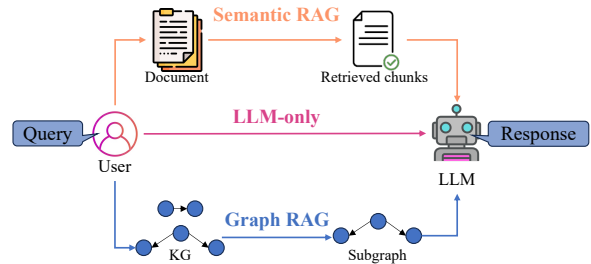 Semantic RAG
Document
Retrieved chunks
Query
LLM-only
Response
User
LLM
Graph RAG
KG
Subgraph